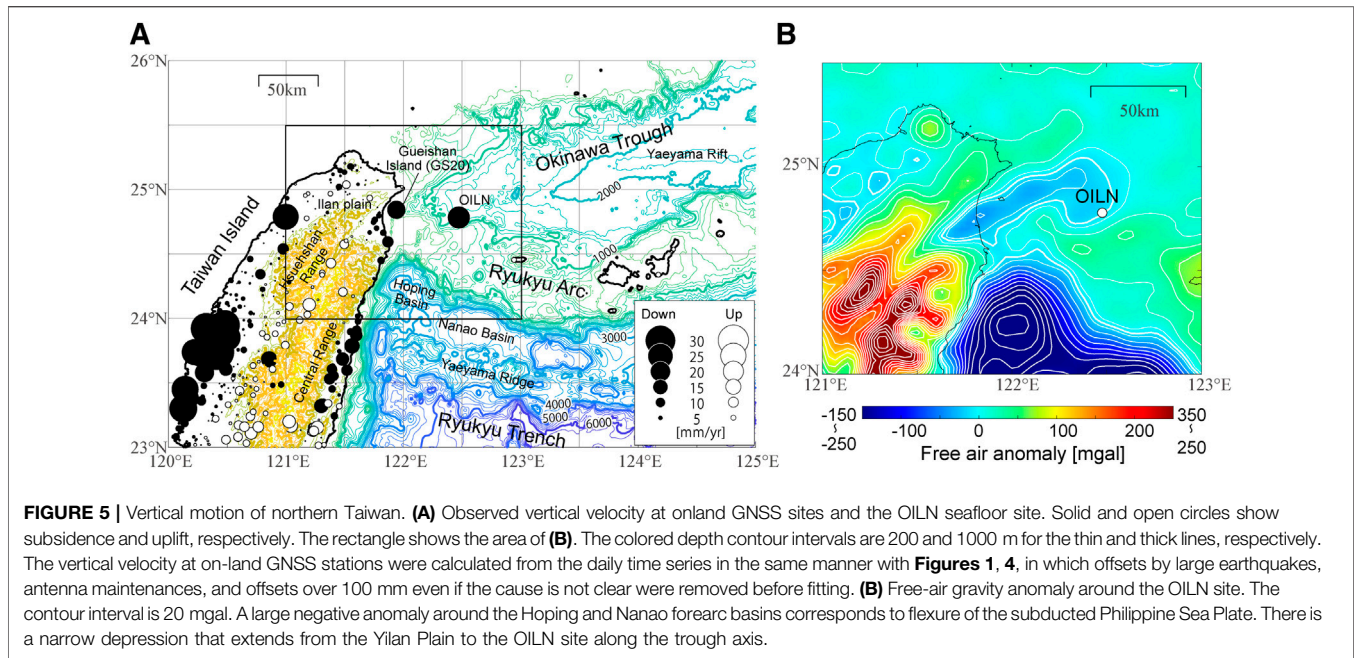 A
B
26°N
25°N
24°N
23°N
120°E
121°E
122°E
123°E
124°E
125°E
50km
Gueishan
Island (GS20)
Okinawa Trough
Yaeyama Rift
2000
OILN
Ilan plain
Taiwan Island
Hsuehshan
Range
1000
Ryukyu Arc
Hoping
Basin
Nanao Basin
3000
Central Range
Yaeyama Ridge
4000
5000
6000
Ryukyu Trench
Down Up
30
25
20
15
10
5
[mm/yr]
50km
25°N
OILN
24°N
121°E
122°E
123°E
-150
~
-250
-100
0
100
200
350
~
250
Free air anomaly [mgal]
FIGURE 5 | Vertical motion of northern Taiwan. (A) Observed vertical velocity at onland GNSS sites and the OILN seafloor site. Solid and open circles show
subsidence and uplift, respectively. The rectangle shows the area of (B). The colored depth contour intervals are 200 and 1000 m for the thin and thick lines, respectively.
The vertical velocity at on-land GNSS stations were calculated from the daily time series in the same manner with Figures 1, 4, in which offsets by large earthquakes,
antenna maintenances, and offsets over 100 mm even if the cause is not clear were removed before fitting. (B) Free-air gravity anomaly around the OILN site. The
contour interval is 20 mgal. A large negative anomaly around the Hoping and Nanao forearc basins corresponds to flexure of the subducted Philippine Sea Plate. There is
a narrow depression that extends from the Yilan Plain to the OILN site along the trough axis.